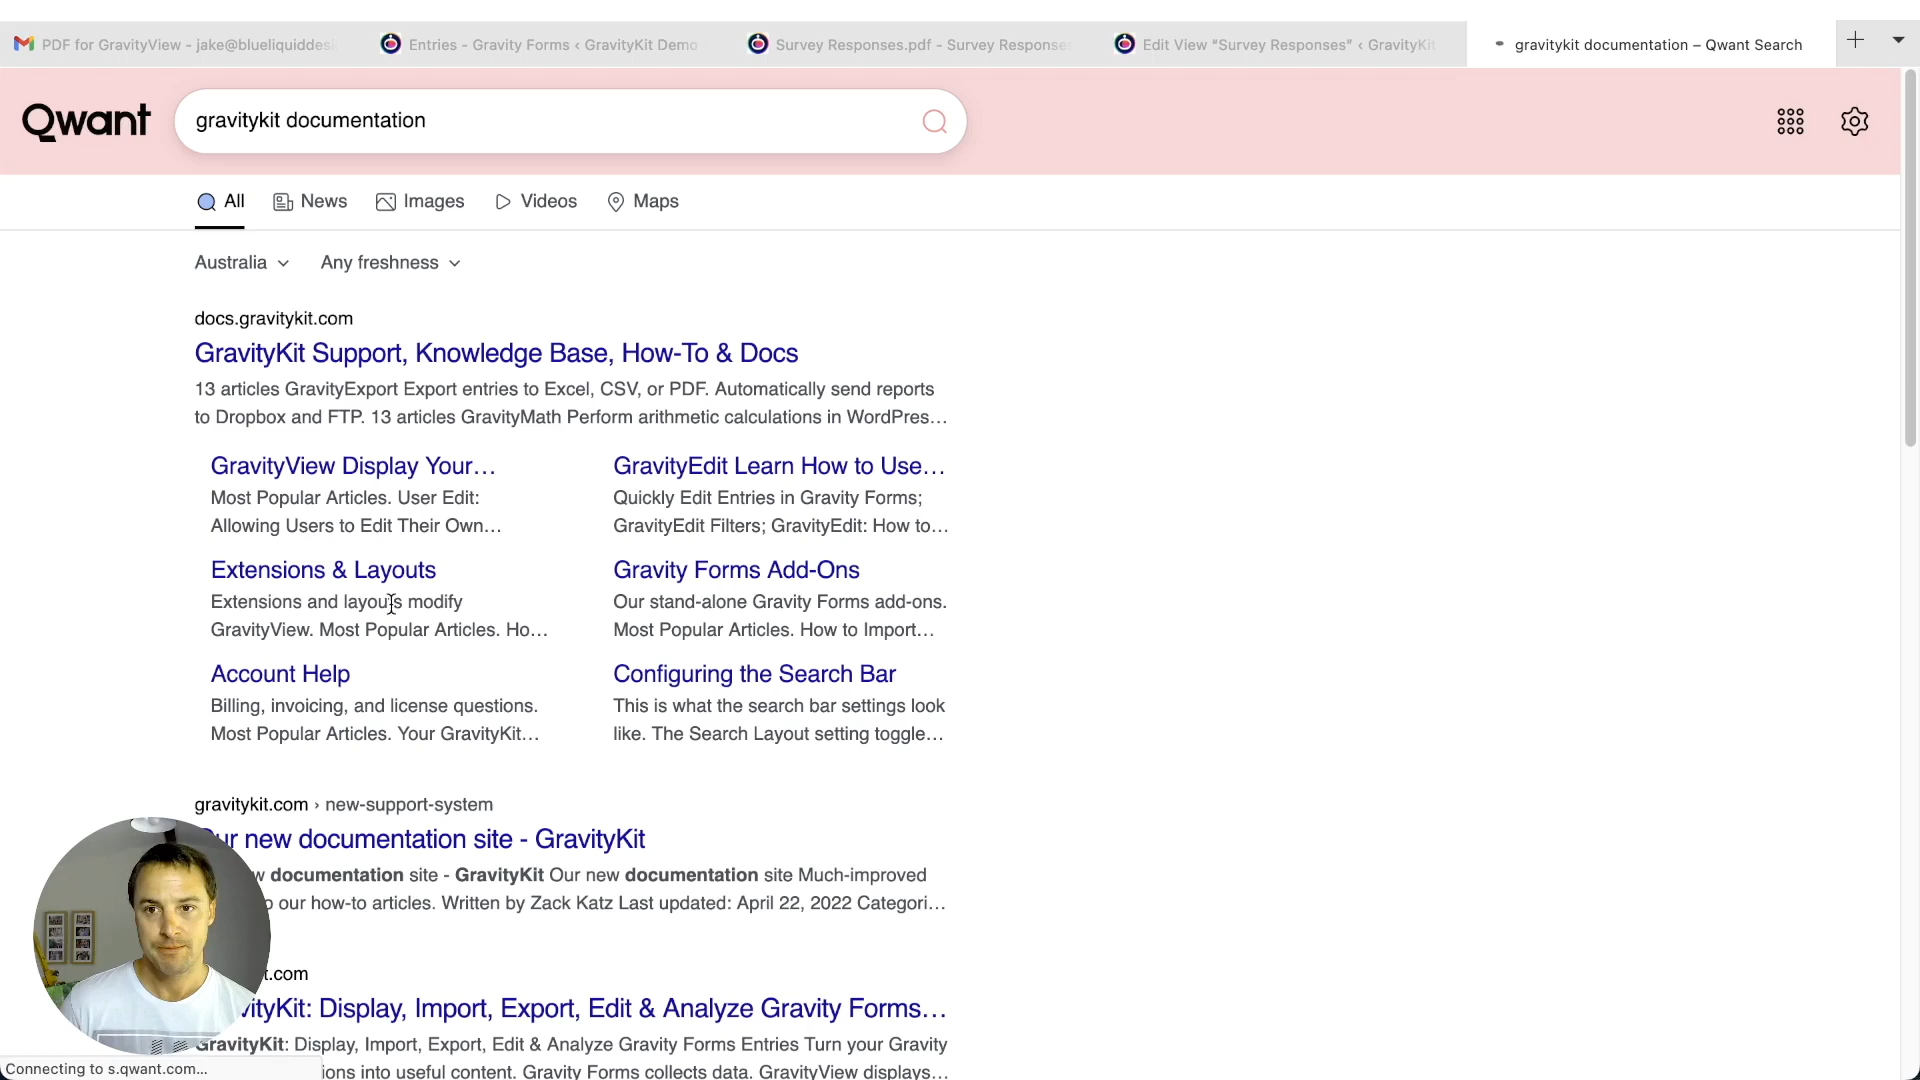 PDF for GravityView - jake@blueliquiddesi
Entries - Gravity Forms ‹ GravityKit Demo
Survey Responses.pdf - Survey Response
Edit View "Survey Responses" ‹ GravityKit
gravitykit documentation – Qwant Search
Qwant
gravitykit documentation
All
News
Images
Videos
Maps
Australia
Any freshness
docs.gravitykit.com
GravityKit Support, Knowledge Base, How-To & Docs
13 articles GravityExport Export entries to Excel, CSV, or PDF. Automatically send reports
to Dropbox and FTP. 13 articles GravityMath Perform arithmetic calculations in WordPres...
GravityView Display Your...
Most Popular Articles. User Edit:
Allowing Users to Edit Their Own...
GravityEdit Learn How to Use...
Quickly Edit Entries in Gravity Forms;
GravityEdit Filters; GravityEdit: How to...
Extensions & Layouts
Extensions and layouts modify
GravityView. Most Popular Articles. Ho...
Gravity Forms Add-Ons
Our stand-alone Gravity Forms add-ons.
Most Popular Articles. How to Import...
Account Help
Billing, invoicing, and license questions.
Most Popular Articles. Your GravityKit...
Configuring the Search Bar
This is what the search bar settings look
like. The Search Layout setting toggle...
gravitykit.com › new-support-system
ur new documentation site - GravityKit
w documentation site - GravityKit Our new documentation site Much-improved
o our how-to articles. Written by Zack Katz Last updated: April 22, 2022 Categori...
t.com
vityKit: Display, Import, Export, Edit & Analyze Gravity Forms...
GravityKit: Display, Import, Export, Edit & Analyze Gravity Forms Entries Turn your Gravity
ions into useful content. Gravity Forms collects data. GravityView displays...
Connecting to s.qwant.com...